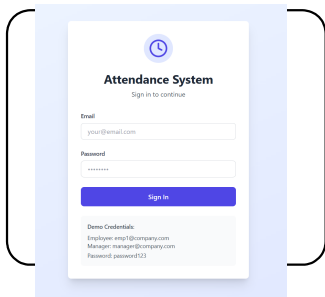 Attendance System
Sign in to continue
Email
your@email.com
Password
••••••••
Sign In
Demo Credentials:
Employee: emp1@company.com
Manager: manager@company.com
Password: password123